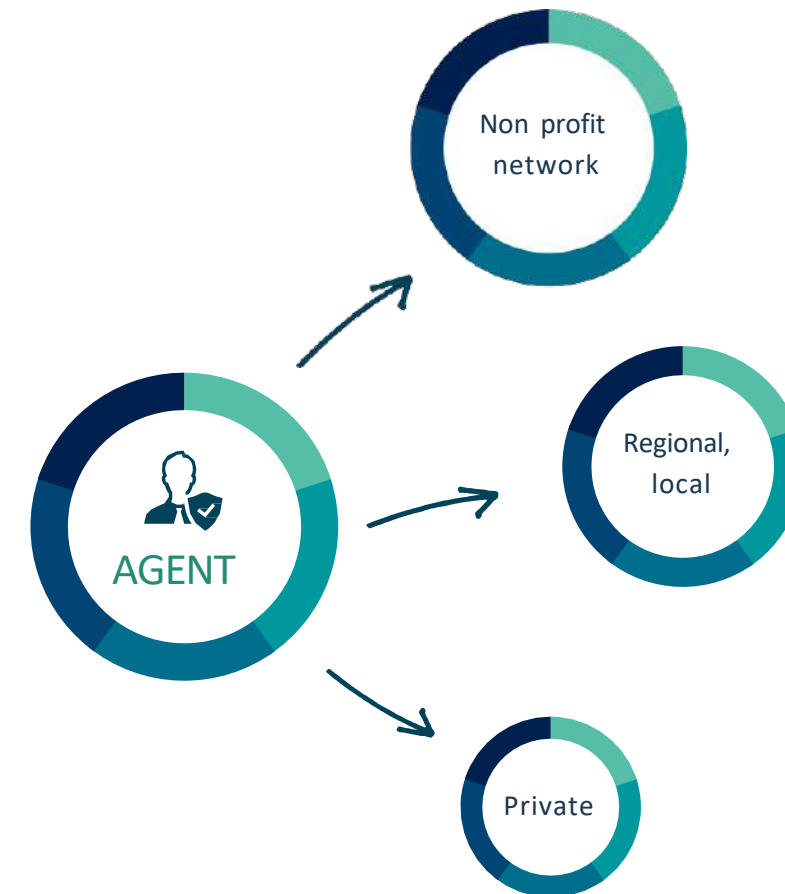 Non profit
network
Regional,
local
AGENT
Private